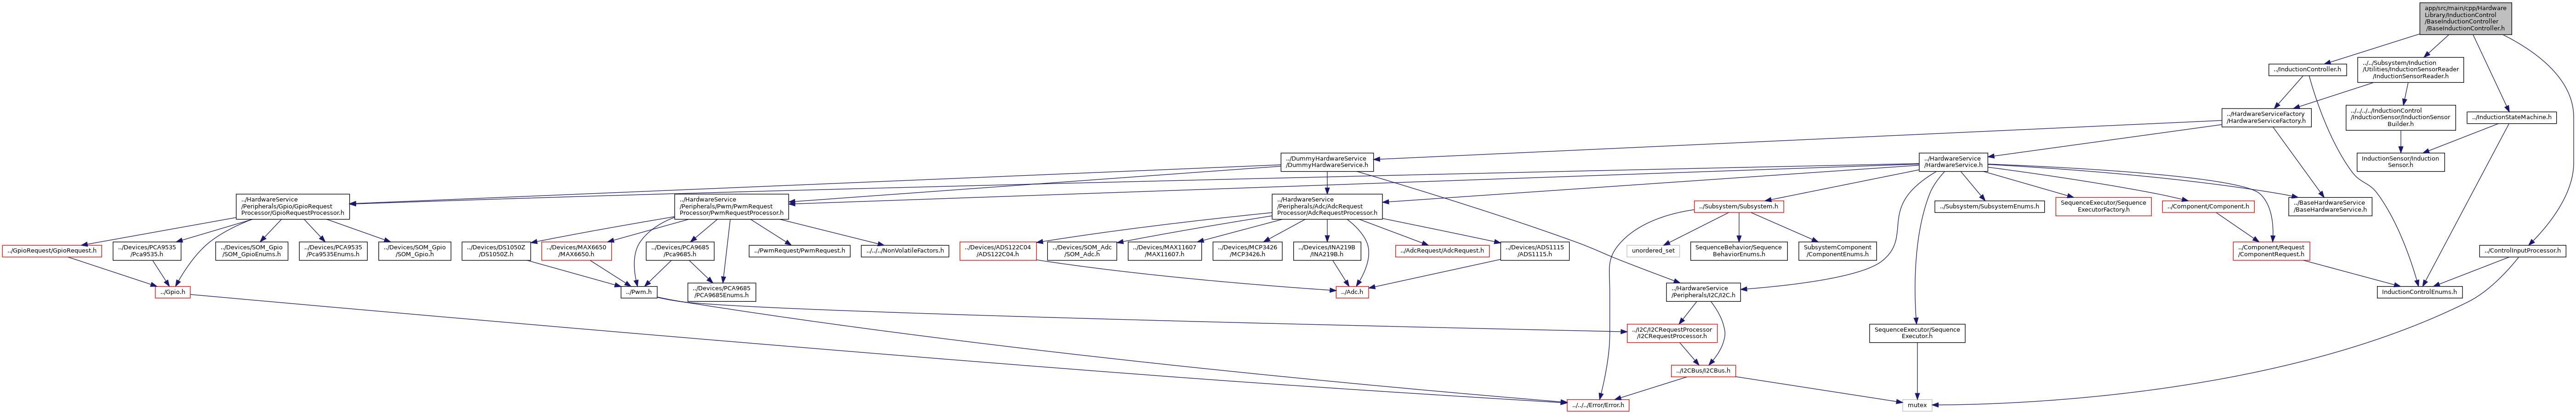 app/src/main/cpp/Hardware
Library/InductionControl
/BaseInductionController
/BaseInductionController.h
../InductionController.h
../../Subsystem/Induction
/Utilities/InductionSensorReader
/InductionSensorReader.h
../HardwareServiceFactory
/HardwareServiceFactory.h
../../../../InductionControl
/InductionSensor/InductionSensor
Builder.h
../InductionStateMachine.h
../DummyHardwareService
/DummyHardwareService.h
../HardwareService
/HardwareService.h
InductionSensor/Induction
Sensor.h
../HardwareService
/Peripherals/Gpio/GpioRequest
Processor/GpioRequestProcessor.h
../HardwareService
/Peripherals/Pwm/PwmRequest
Processor/PwmRequestProcessor.h
../HardwareService
/Peripherals/Adc/AdcRequest
Processor/AdcRequestProcessor.h
../Subsystem/Subsystem.h
../Subsystem/SubsystemEnums.h
SequenceExecutor/Sequence
ExecutorFactory.h
../Component/Component.h
../BaseHardwareService
/BaseHardwareService.h
../GpioRequest/GpioRequest.h
../Devices/PCA9535
/Pca9535.h
../Devices/SOM_Gpio
/SOM_GpioEnums.h
../Devices/PCA9535
/Pca9535Enums.h
../Devices/SOM_Gpio
/SOM_Gpio.h
../Devices/DS1050Z
/DS1050Z.h
../Devices/MAX6650
/MAX6650.h
../Devices/PCA9685
/Pca9685.h
../PwmRequest/PwmRequest.h
../../../NonVolatileFactors.h
../Devices/ADS122C04
/ADS122C04.h
../Devices/SOM_Adc
/SOM_Adc.h
../Devices/MAX11607
/MAX11607.h
../Devices/MCP3426
/MCP3426.h
../Devices/INA219B
/INA219B.h
../AdcRequest/AdcRequest.h
../Devices/ADS1115
/ADS1115.h
unordered_set
SequenceBehavior/Sequence
BehaviorEnums.h
SubsystemComponent
/ComponentEnums.h
../Component/Request
/ComponentRequest.h
../ControlInputProcessor.h
../Gpio.h
../Pwm.h
../Devices/PCA9685
/PCA9685Enums.h
../Adc.h
../HardwareService
/Peripherals/I2C/I2C.h
InductionControlEnums.h
../I2C/I2CRequestProcessor
/I2CRequestProcessor.h
SequenceExecutor/Sequence
Executor.h
../I2CBus/I2CBus.h
../../../Error/Error.h
mutex